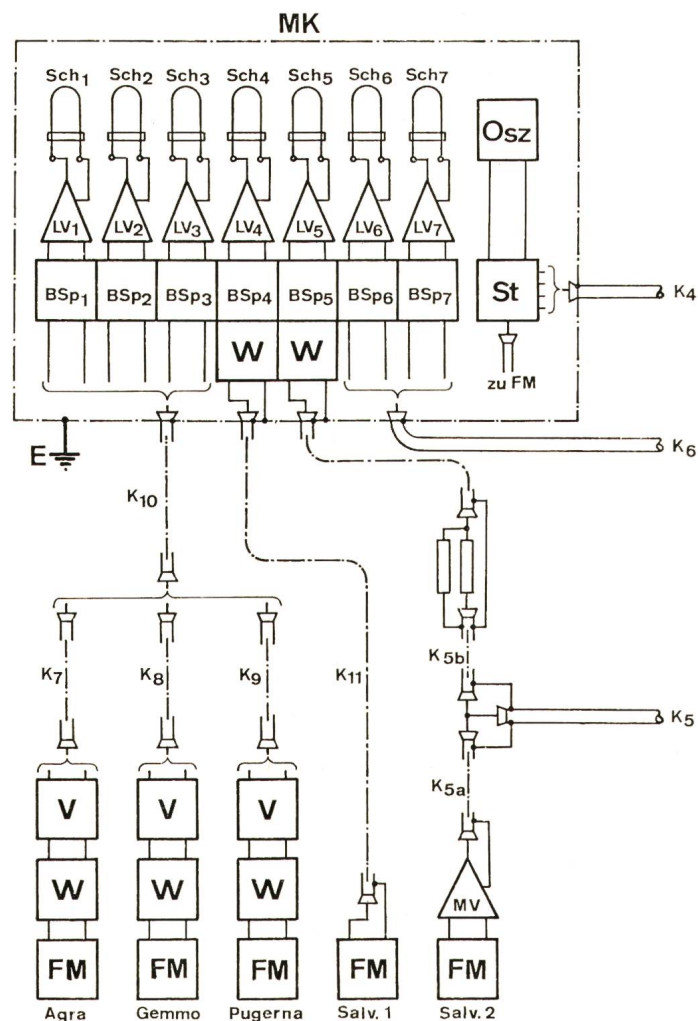 MK
Sch1 Sch2 Sch3 Sch4 Sch5 Sch6 Sch7
Osz
LV1 LV2 LV3 LV4 LV5 LV6 LV7
BSp1 BSp2 BSp3 BSp4 BSp5 BSp6 BSp7 St
K4
W W
zu FM
E
K6
K10
K7 K8 K9 K11 K5b
K5
K5a
V V V
W W W
MV
FM FM FM FM FM
Agra Gemmo Pugerna Salv. 1 Salv. 2